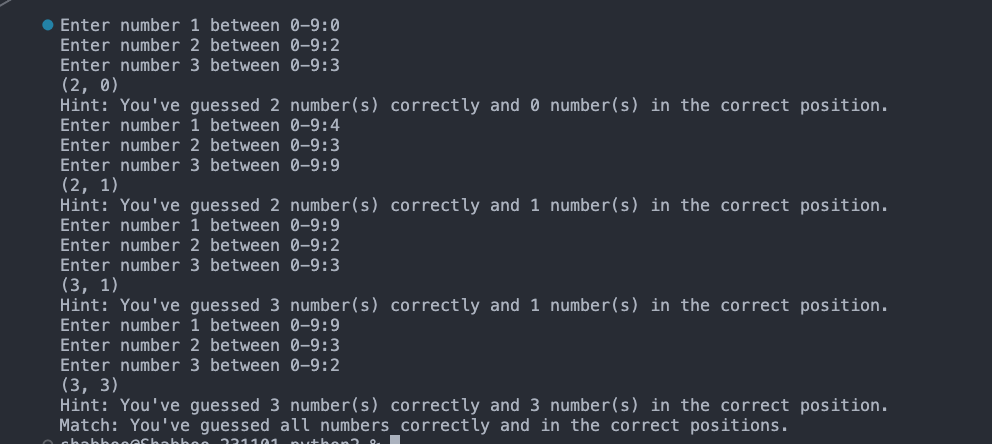 Enter number 1 between 0-9:0
Enter number 2 between 0-9:2
Enter number 3 between 0-9:3
(2, 0)
Hint: You've guessed 2 number(s) correctly and 0 number(s) in the correct position.
Enter number 1 between 0-9:4
Enter number 2 between 0-9:3
Enter number 3 between 0-9:9
(2, 1)
Hint: You've guessed 2 number(s) correctly and 1 number(s) in the correct position.
Enter number 1 between 0-9:9
Enter number 2 between 0-9:2
Enter number 3 between 0-9:3
(3, 1)
Hint: You've guessed 3 number(s) correctly and 1 number(s) in the correct position.
Enter number 1 between 0-9:9
Enter number 2 between 0-9:3
Enter number 3 between 0-9:2
(3, 3)
Hint: You've guessed 3 number(s) correctly and 3 number(s) in the correct position.
Match: You've guessed all numbers correctly and in the correct positions.